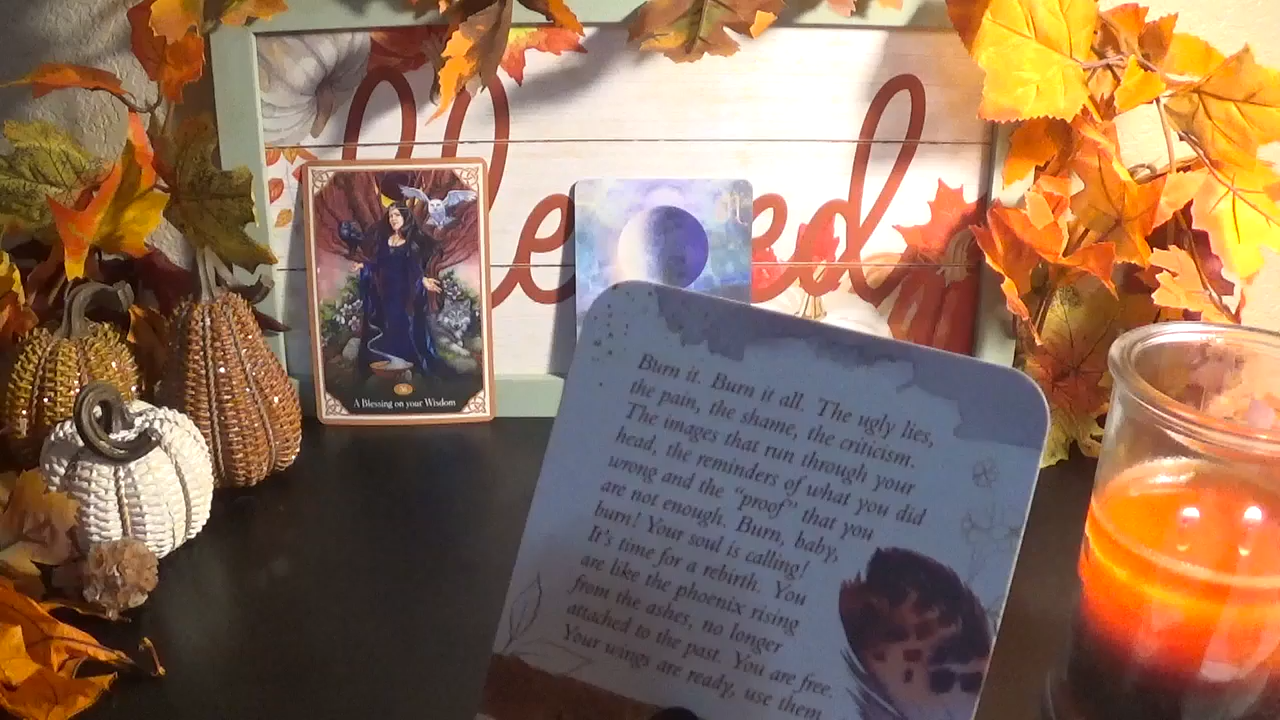 blessed
A Blessing on your Wisdom
Burn it. Burn it all. The ugly lies,
the pain, the shame, the criticism.
The images that run through your
head, the reminders of what you did
wrong and the “proof” that you
are not enough. Burn, baby,
burn! Your soul is calling!
It’s time for a rebirth. You
are like the phoenix rising
from the ashes, no longer
attached to the past. You are free.
Your wings are ready, use them